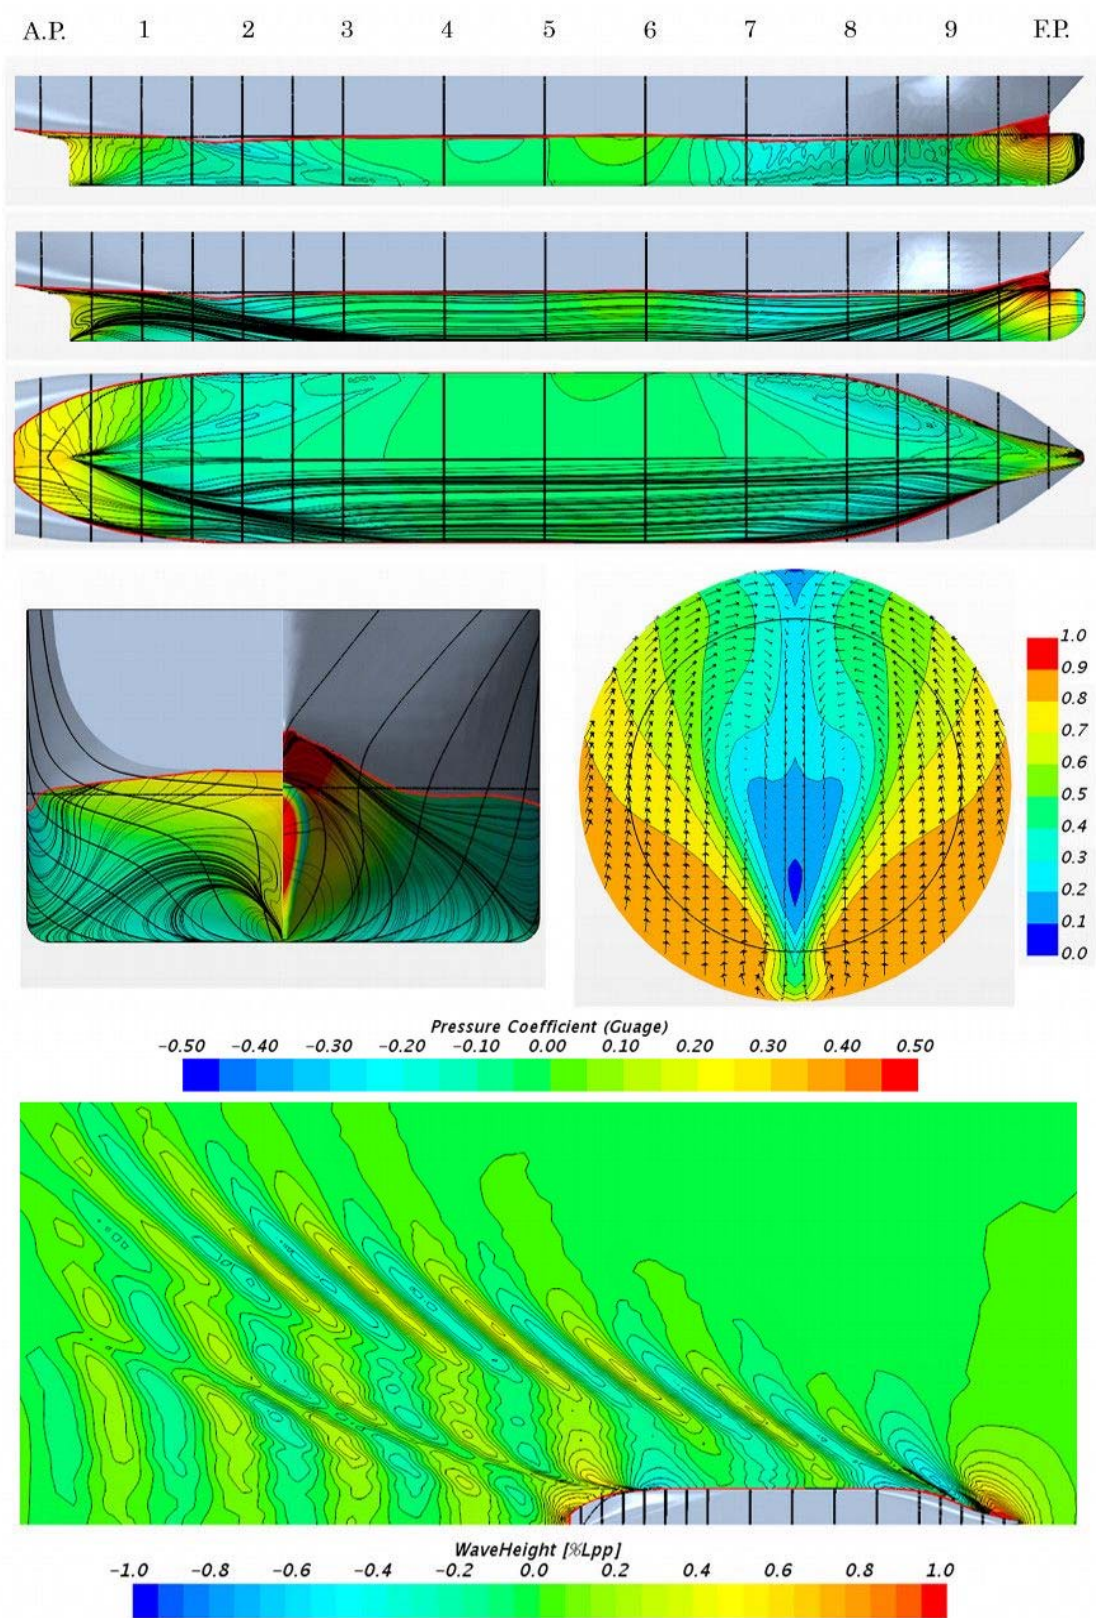 A.P. 1 2 3 4 5 6 7 8 9 F.P.
1.0
0.9
0.8
0.7
0.6
0.5
0.4
0.3
0.2
0.1
0.0
Pressure Coefficient (Guage)
-0.50 -0.40 -0.30 -0.20 -0.10 0.00 0.10 0.20 0.30 0.40 0.50
WaveHeight [%Lpp]
-1.0 -0.8 -0.6 -0.4 -0.2 0.0 0.2 0.4 0.6 0.8 1.0